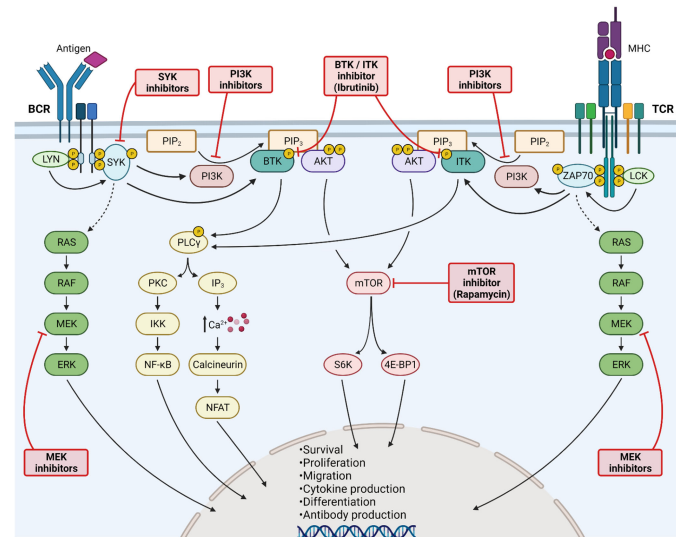 Antigen
MHC
BCR
TCR
SYK
inhibitors
PI3K
inhibitors
BTK / ITK
inhibitor
(Ibrutinib)
PI3K
inhibitors
PIP2
PIP3
PIP3
PIP2
LYN
P
P
SYK
P
P
P
PI3K
BTK
P
AKT
P
P
AKT
P
P
P
ITK
PI3K
P
ZAP70
P
P
P
P
LCK
RAS
RAF
MEK
ERK
P
PLCγ
PKC
IP3
IKK
Ca2+
NF-κB
Calcineurin
NFAT
mTOR
mTOR
inhibitor
(Rapamycin)
S6K
4E-BP1
RAS
RAF
MEK
ERK
MEK
inhibitors
MEK
inhibitors
•Survival
•Proliferation
•Migration
•Cytokine production
•Differentiation
•Antibody production